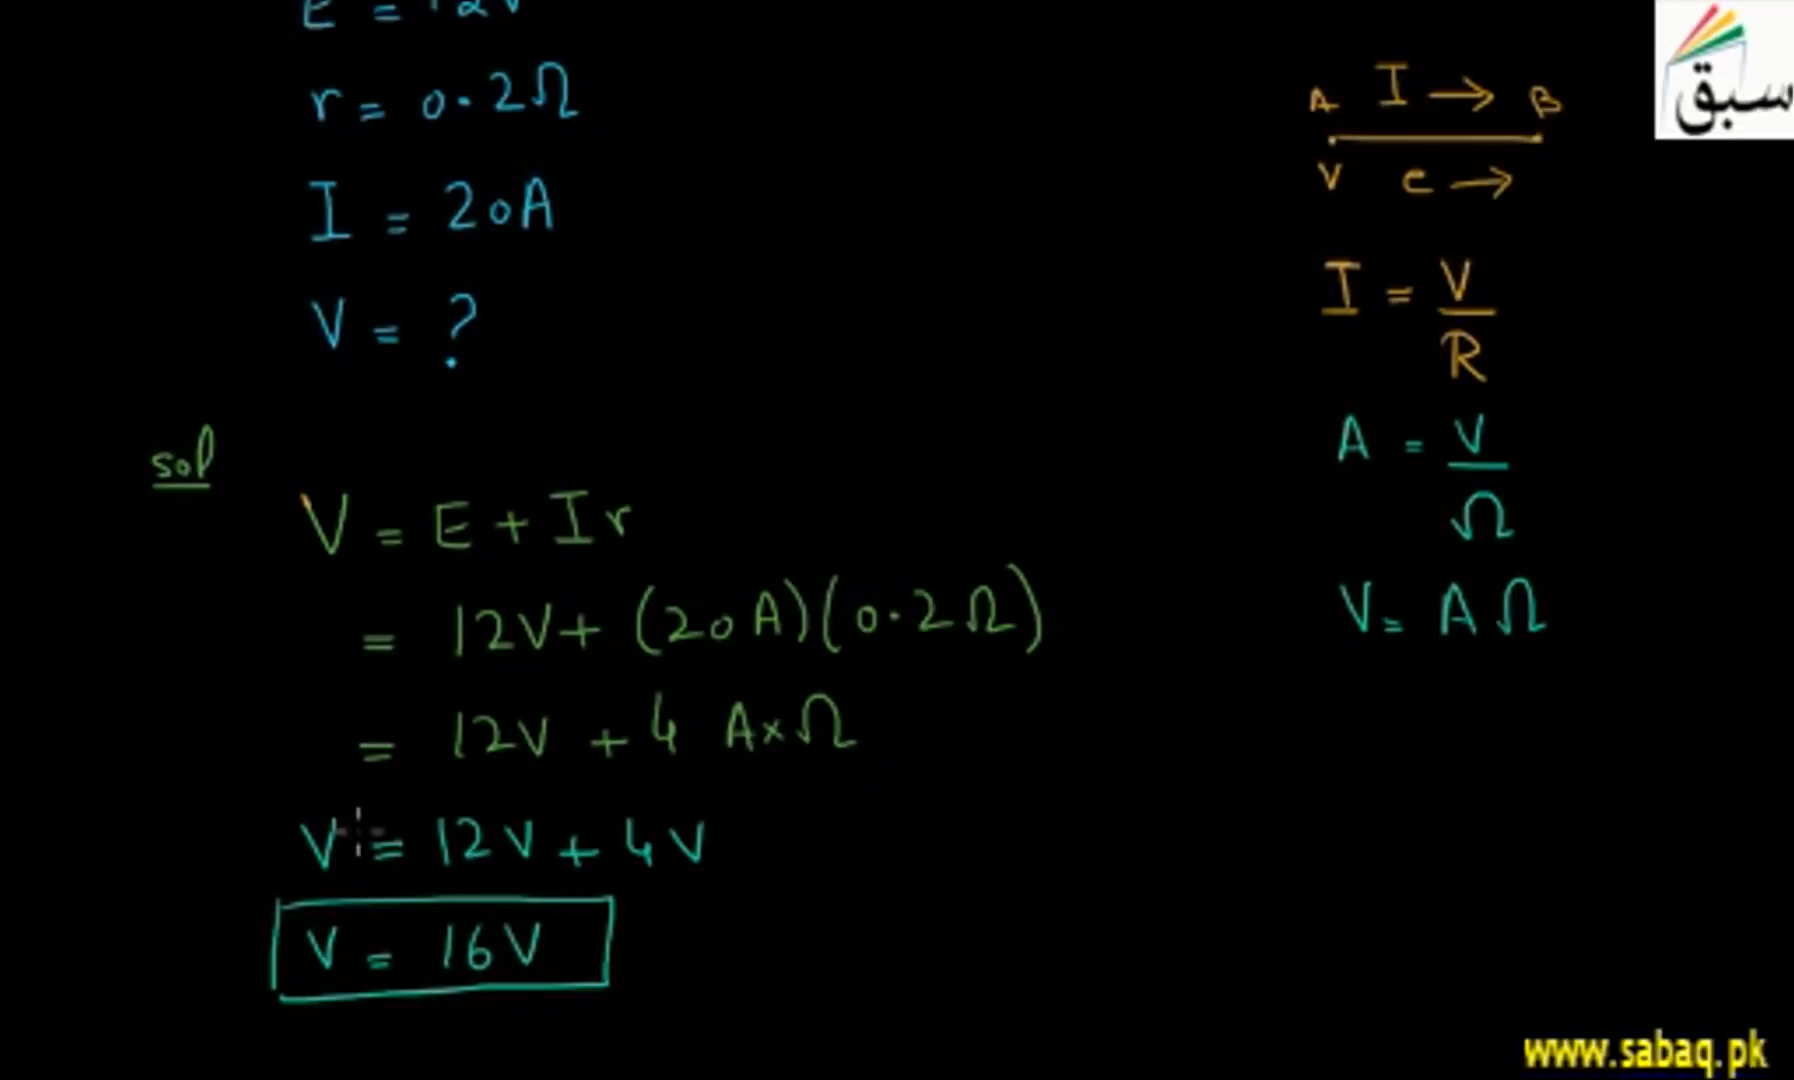 E = 12V
r = 0.2Ω
I = 20A
V = ?
sol
V = E + Ir
= 12V + (20A)(0.2Ω)
= 12V + 4 A×Ω
V = 12V + 4V
V = 16V
A I → B
V e →
I = V/R
A = V/Ω
V = AΩ
سبق
www.sabaq.pk